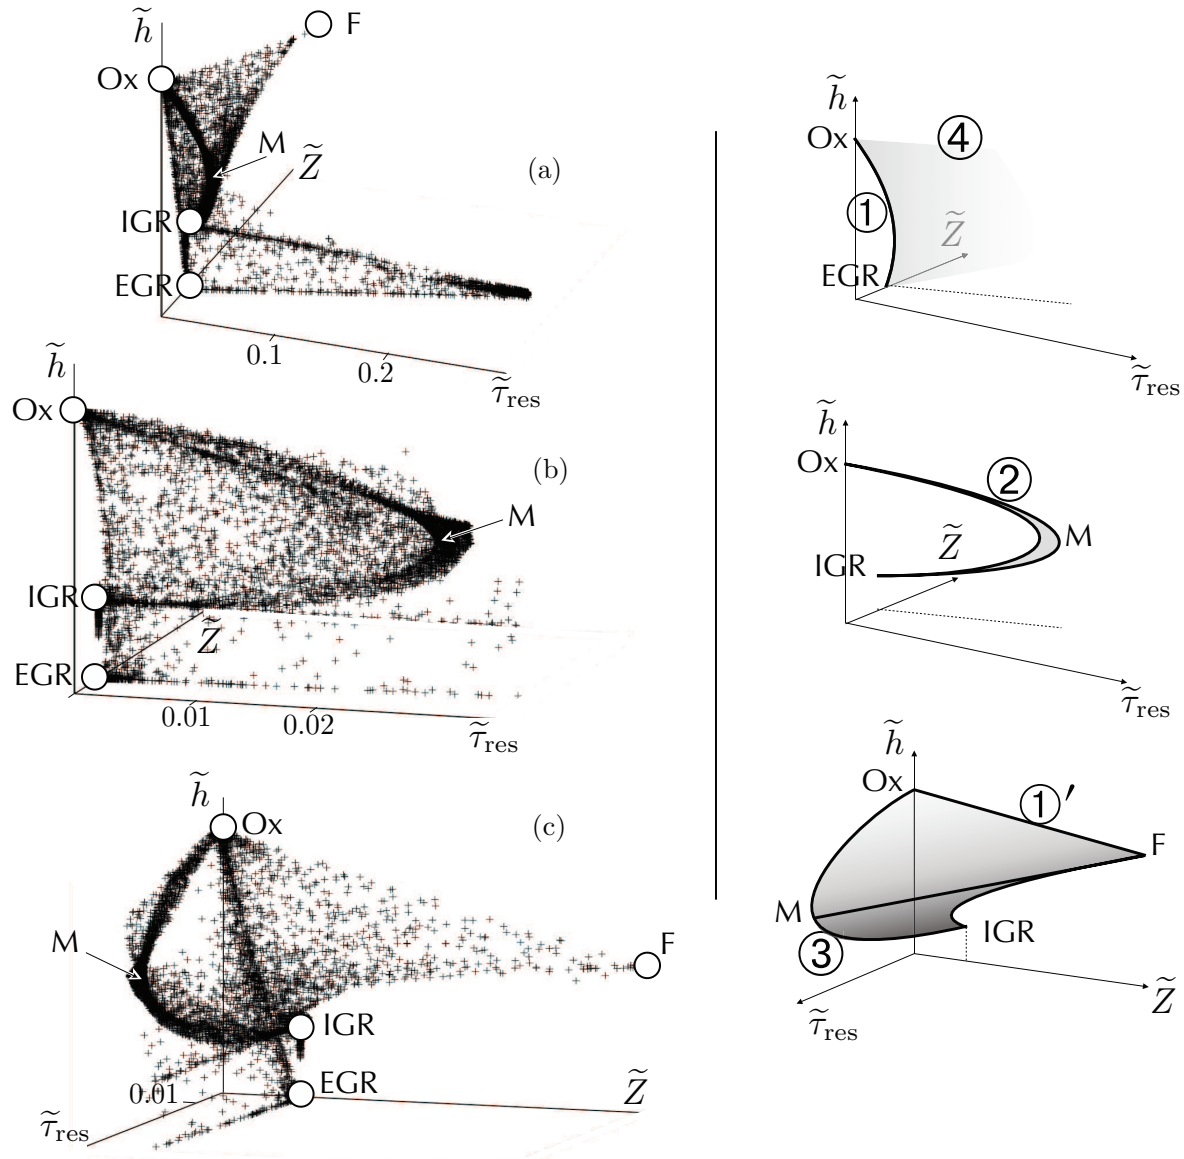 h̃
F
Ox
M
Z̃
(a)
IGR
EGR
0.1
0.2
τ̃res
h̃
Ox
(b)
M
IGR
Z̃
EGR
0.01
0.02
τ̃res
h̃
Ox
(c)
M
F
IGR
EGR
0.01
Z̃
τ̃res
h̃
Ox
4
1
Z̃
EGR
τ̃res
h̃
Ox
2
M
Z̃
IGR
τ̃res
h̃
Ox
1′
F
M
IGR
3
Z̃
τ̃res